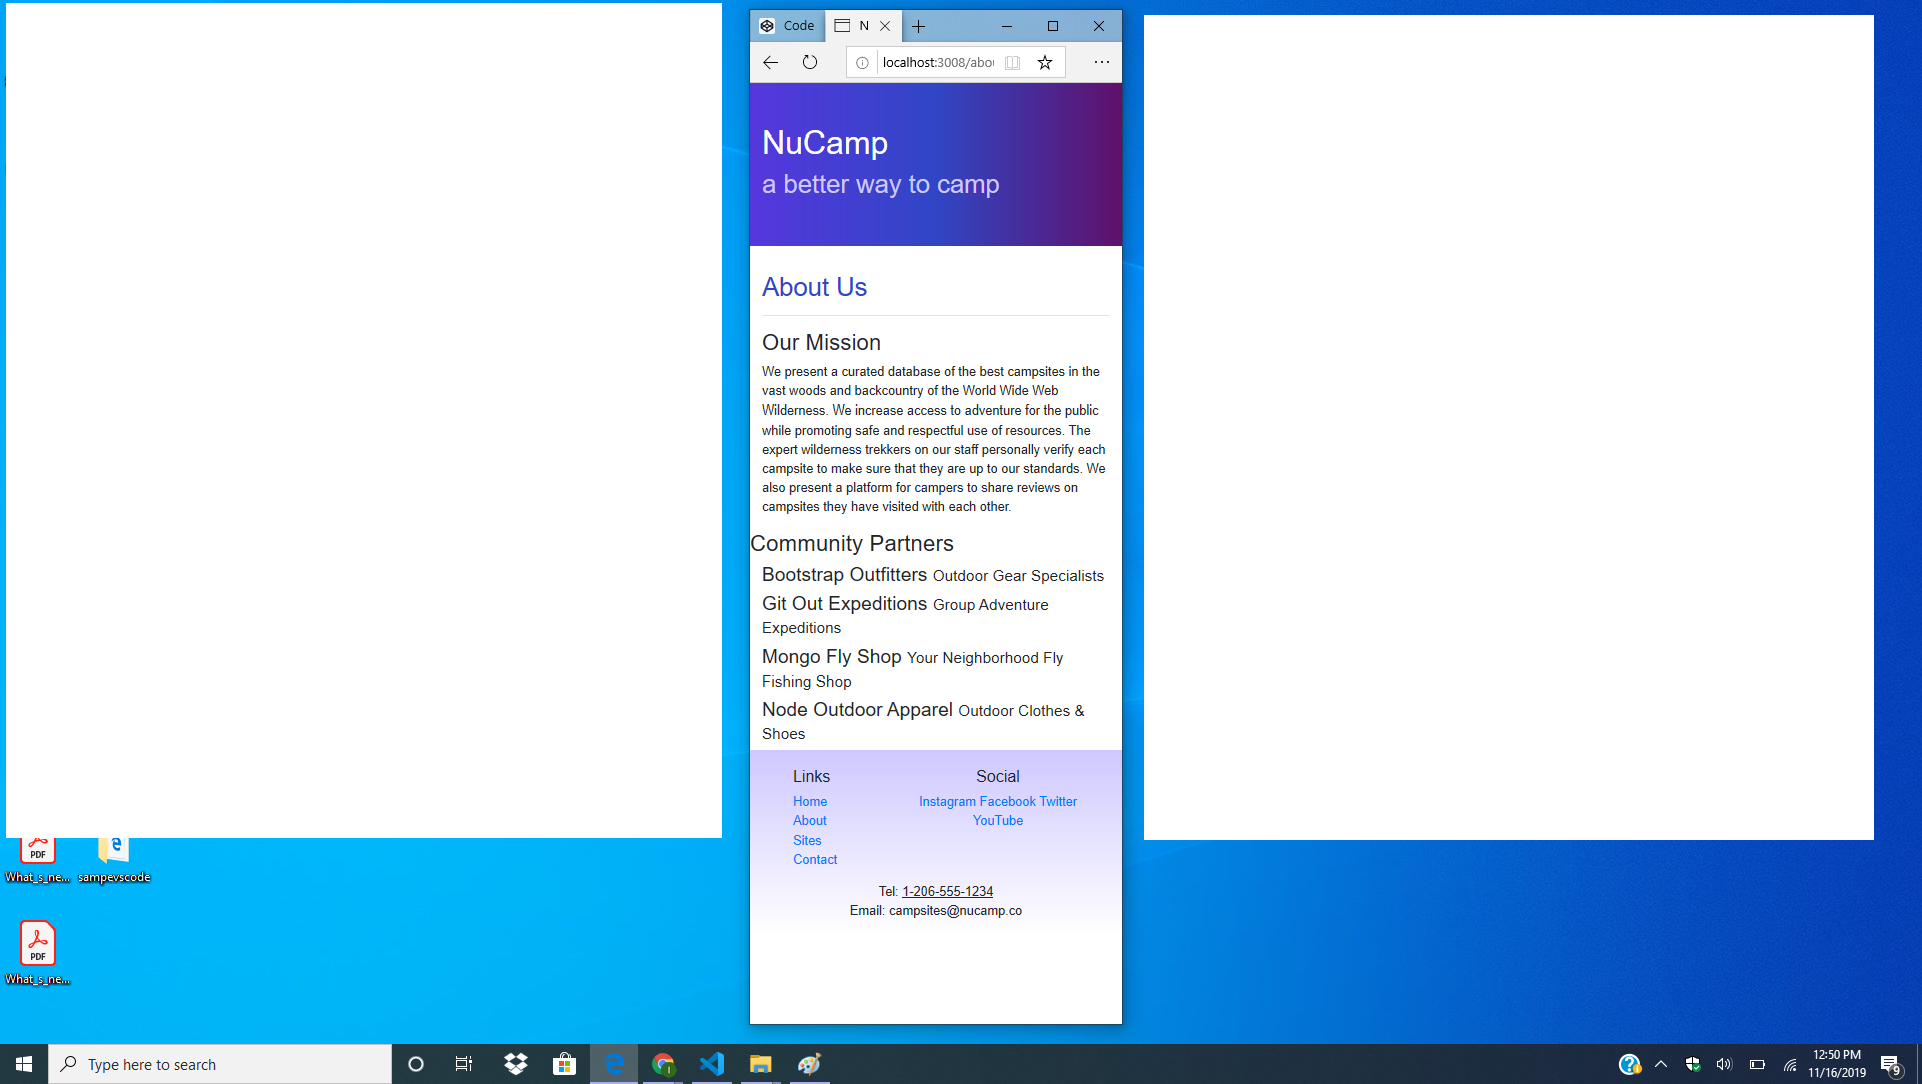 Code
N
localhost:3008/abou
NuCamp
a better way to camp
About Us
Our Mission
We present a curated database of the best campsites in the
vast woods and backcountry of the World Wide Web
Wilderness. We increase access to adventure for the public
while promoting safe and respectful use of resources. The
expert wilderness trekkers on our staff personally verify each
campsite to make sure that they are up to our standards. We
also present a platform for campers to share reviews on
campsites they have visited with each other.
Community Partners
Bootstrap Outfitters Outdoor Gear Specialists
Git Out Expeditions Group Adventure
Expeditions
Mongo Fly Shop Your Neighborhood Fly
Fishing Shop
Node Outdoor Apparel Outdoor Clothes &
Shoes
Links
Home
About
Sites
Contact
Social
Instagram Facebook Twitter
YouTube
Tel: 1-206-555-1234
Email: campsites@nucamp.co
PDF
What_s_ne...
sampevscode
PDF
What_s_ne...
Type here to search
12:50 PM
11/16/2019
9